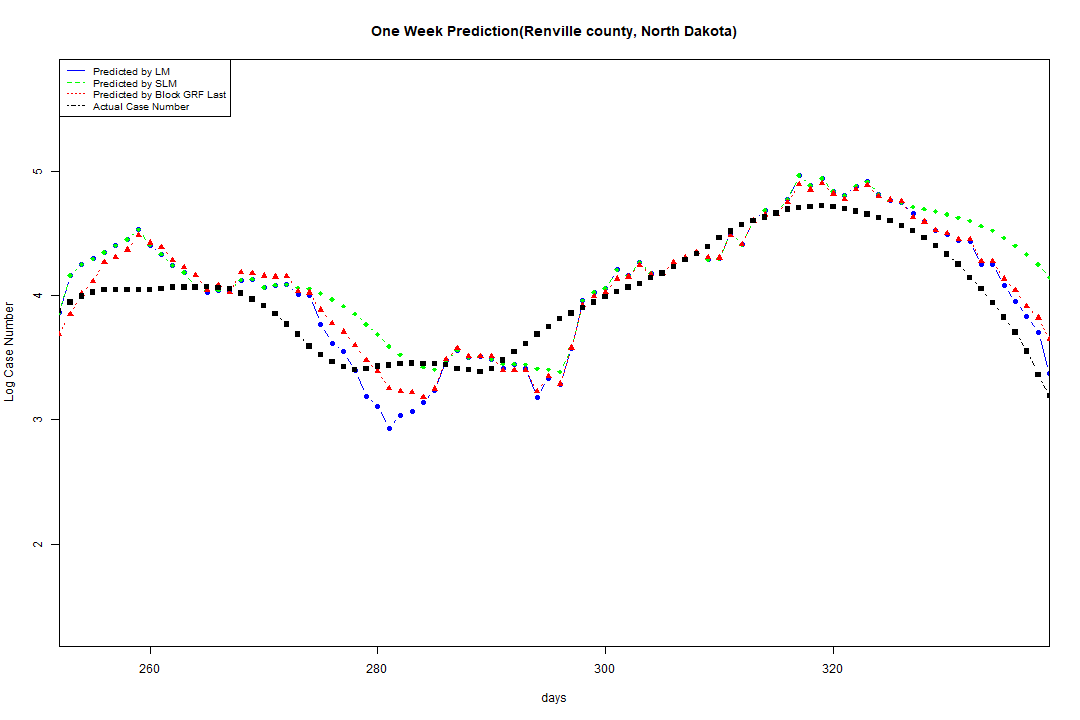 One Week Prediction(Renville county, North Dakota)
Predicted by LM
Predicted by SLM
Predicted by Block GRF Last
Actual Case Number
5
4
3
2
Log Case Number
260 280 300 320
days